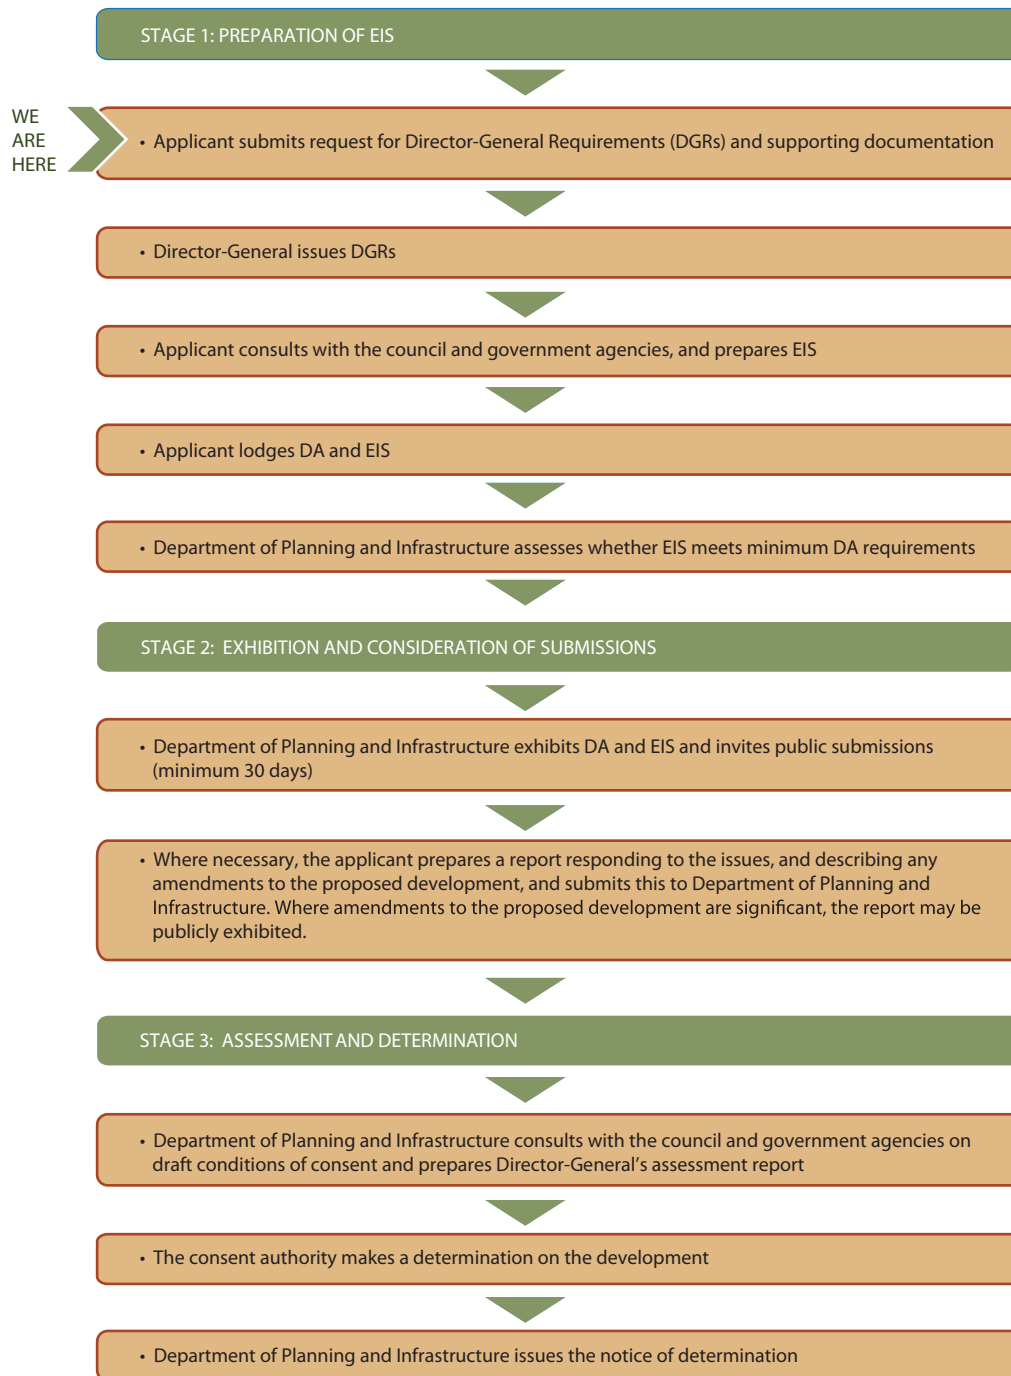 STAGE 1: PREPARATION OF EIS
WE
ARE
HERE
• Applicant submits request for Director-General Requirements (DGRs) and supporting documentation
• Director-General issues DGRs
• Applicant consults with the council and government agencies, and prepares EIS
• Applicant lodges DA and EIS
• Department of Planning and Infrastructure assesses whether EIS meets minimum DA requirements
STAGE 2: EXHIBITION AND CONSIDERATION OF SUBMISSIONS
• Department of Planning and Infrastructure exhibits DA and EIS and invites public submissions
(minimum 30 days)
• Where necessary, the applicant prepares a report responding to the issues, and describing any
amendments to the proposed development, and submits this to Department of Planning and
Infrastructure. Where amendments to the proposed development are significant, the report may be
publicly exhibited.
STAGE 3: ASSESSMENT AND DETERMINATION
• Department of Planning and Infrastructure consults with the council and government agencies on
draft conditions of consent and prepares Director-General’s assessment report
• The consent authority makes a determination on the development
• Department of Planning and Infrastructure issues the notice of determination